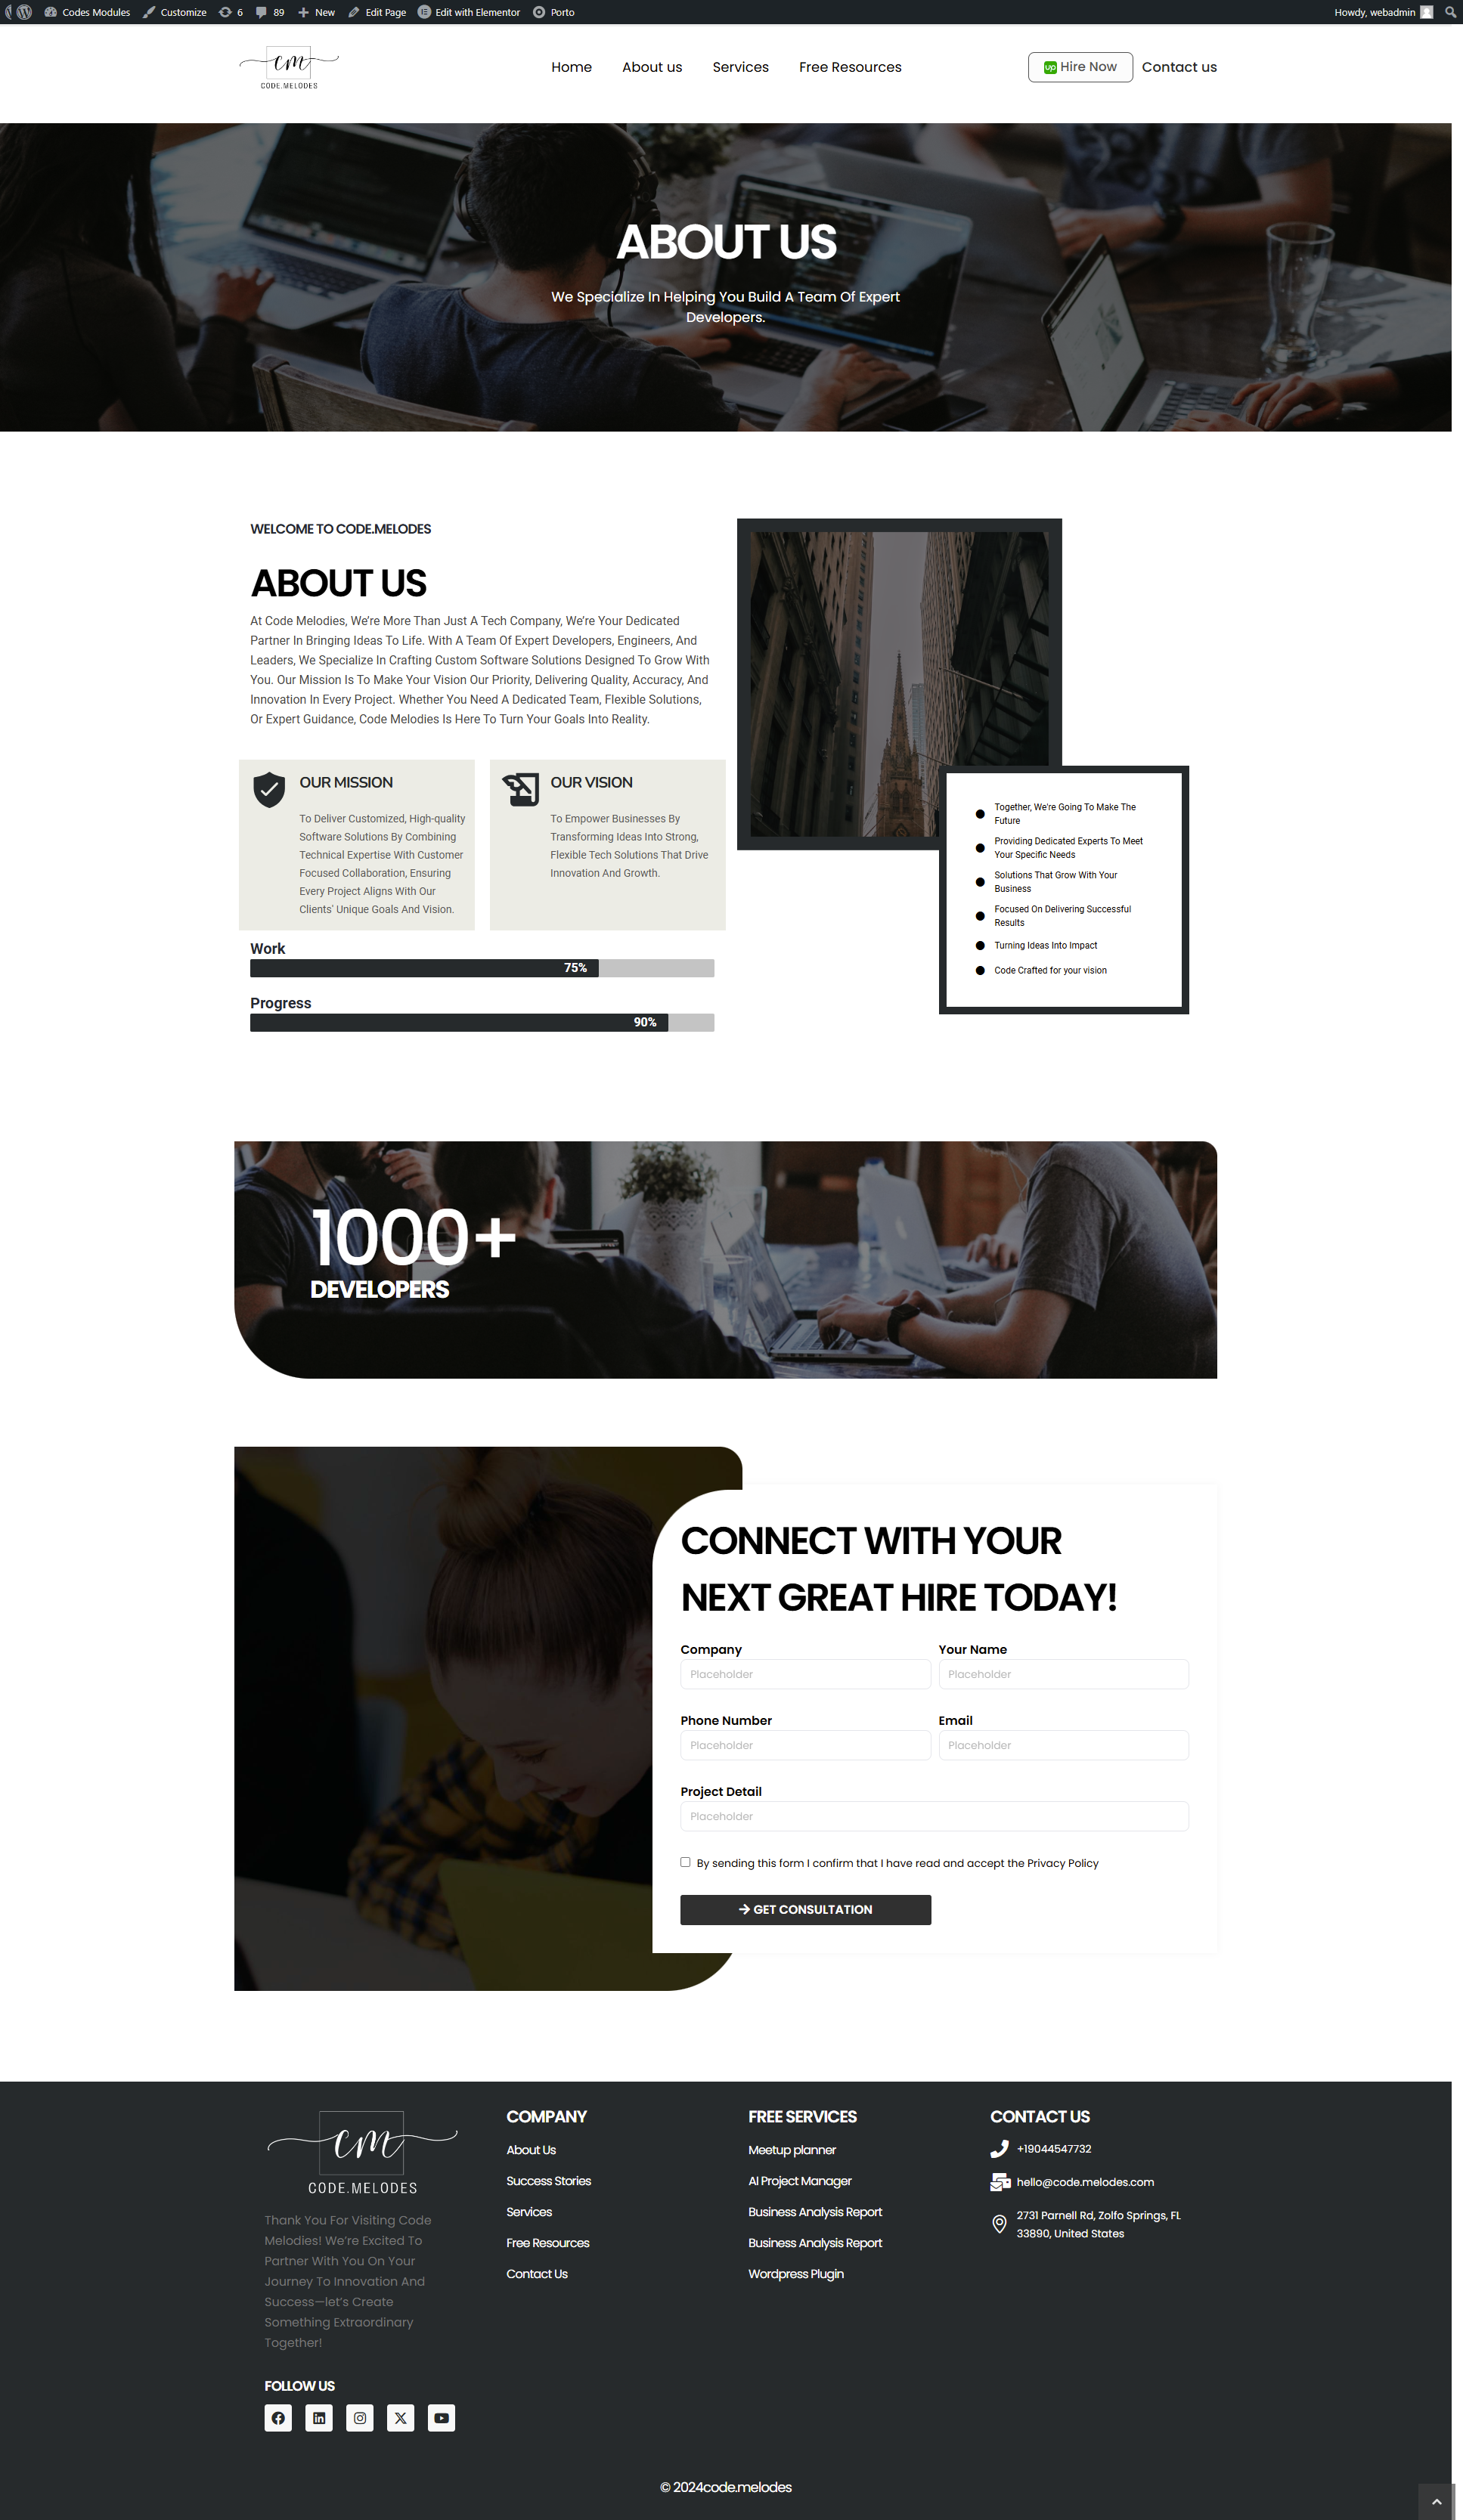 Codes Modules Customize 6 89 New Edit Page Edit with Elementor Porto Howdy, webadmin
cm
CODE.MELODES
Home About us Services Free Resources
up Hire Now Contact us
ABOUT US
We Specialize In Helping You Build A Team Of Expert
Developers.
WELCOME TO CODE.MELODES
ABOUT US
At Code Melodies, We’re More Than Just A Tech Company, We’re Your Dedicated
Partner In Bringing Ideas To Life. With A Team Of Expert Developers, Engineers, And
Leaders, We Specialize In Crafting Custom Software Solutions Designed To Grow With
You. Our Mission Is To Make Your Vision Our Priority, Delivering Quality, Accuracy, And
Innovation In Every Project. Whether You Need A Dedicated Team, Flexible Solutions,
Or Expert Guidance, Code Melodies Is Here To Turn Your Goals Into Reality.
OUR MISSION
To Deliver Customized, High-quality
Software Solutions By Combining
Technical Expertise With Customer
Focused Collaboration, Ensuring
Every Project Aligns With Our
Clients' Unique Goals And Vision.
OUR VISION
To Empower Businesses By
Transforming Ideas Into Strong,
Flexible Tech Solutions That Drive
Innovation And Growth.
Work
75%
Progress
90%
Together, We're Going To Make The
Future
Providing Dedicated Experts To Meet
Your Specific Needs
Solutions That Grow With Your
Business
Focused On Delivering Successful
Results
Turning Ideas Into Impact
Code Crafted for your vision
1000+
DEVELOPERS
CONNECT WITH YOUR
NEXT GREAT HIRE TODAY!
Company Your Name
Placeholder Placeholder
Phone Number Email
Placeholder Placeholder
Project Detail
Placeholder
By sending this form I confirm that I have read and accept the Privacy Policy
GET CONSULTATION
cm
CODE.MELODES
Thank You For Visiting Code
Melodies! We’re Excited To
Partner With You On Your
Journey To Innovation And
Success—let’s Create
Something Extraordinary
Together!
FOLLOW US
COMPANY
About Us
Success Stories
Services
Free Resources
Contact Us
FREE SERVICES
Meetup planner
AI Project Manager
Business Analysis Report
Business Analysis Report
Wordpress Plugin
CONTACT US
+19044547732
hello@code.melodes.com
2731 Parnell Rd, Zolfo Springs, FL
33890, United States
© 2024code.melodes